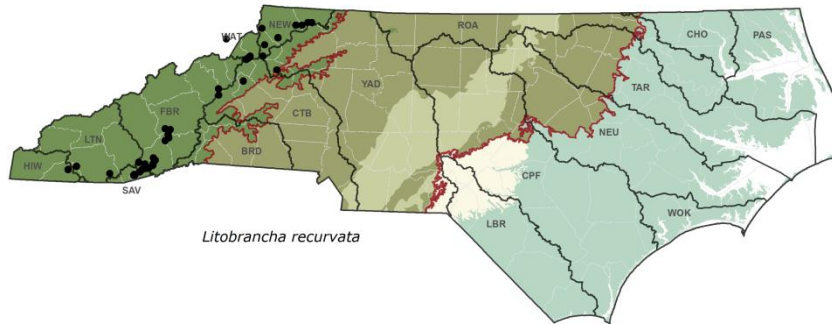 NEW
ROA
WAT
CHO
PAS
YAD
TAR
FBR
CTB
LTN
NEU
HIW
BRD
CPF
SAV
WOK
LBR
Litobrancha recurvata